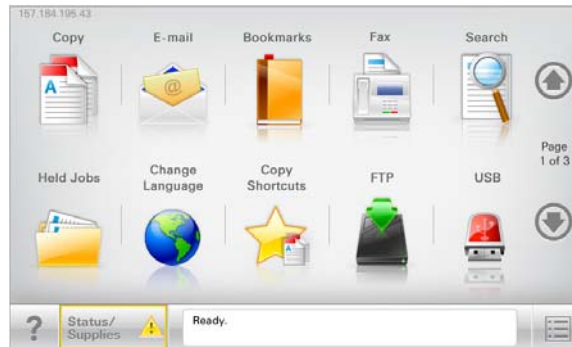 157.184.195.43
Copy
E-mail
Bookmarks
Fax
Search
Page
1 of 3
Held Jobs
Change
Language
Copy
Shortcuts
FTP
USB
?
Status/
Supplies
Ready.